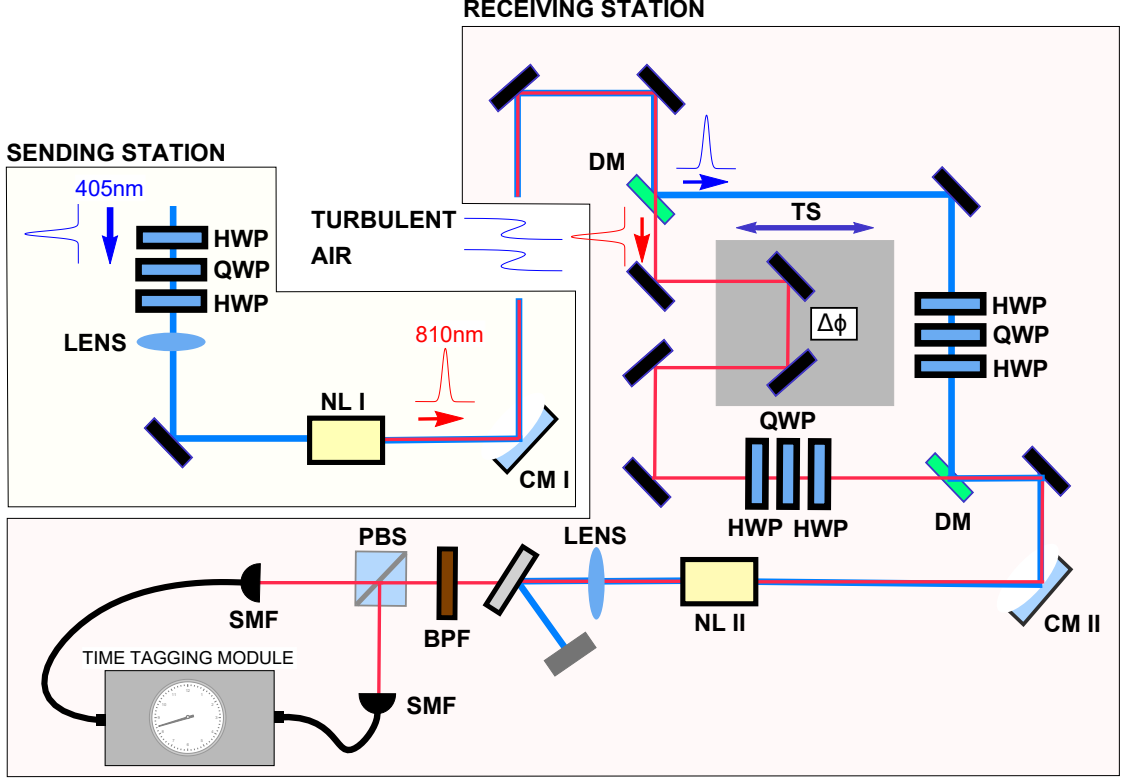 RECEIVING STATION
SENDING STATION
405nm
HWP
QWP
HWP
LENS
810nm
NL I
CM I
TURBULENT
AIR
DM
TS
Δϕ
HWP
QWP
HWP
QWP
HWP
HWP
DM
CM II
NL II
LENS
BPF
PBS
SMF
SMF
TIME TAGGING MODULE